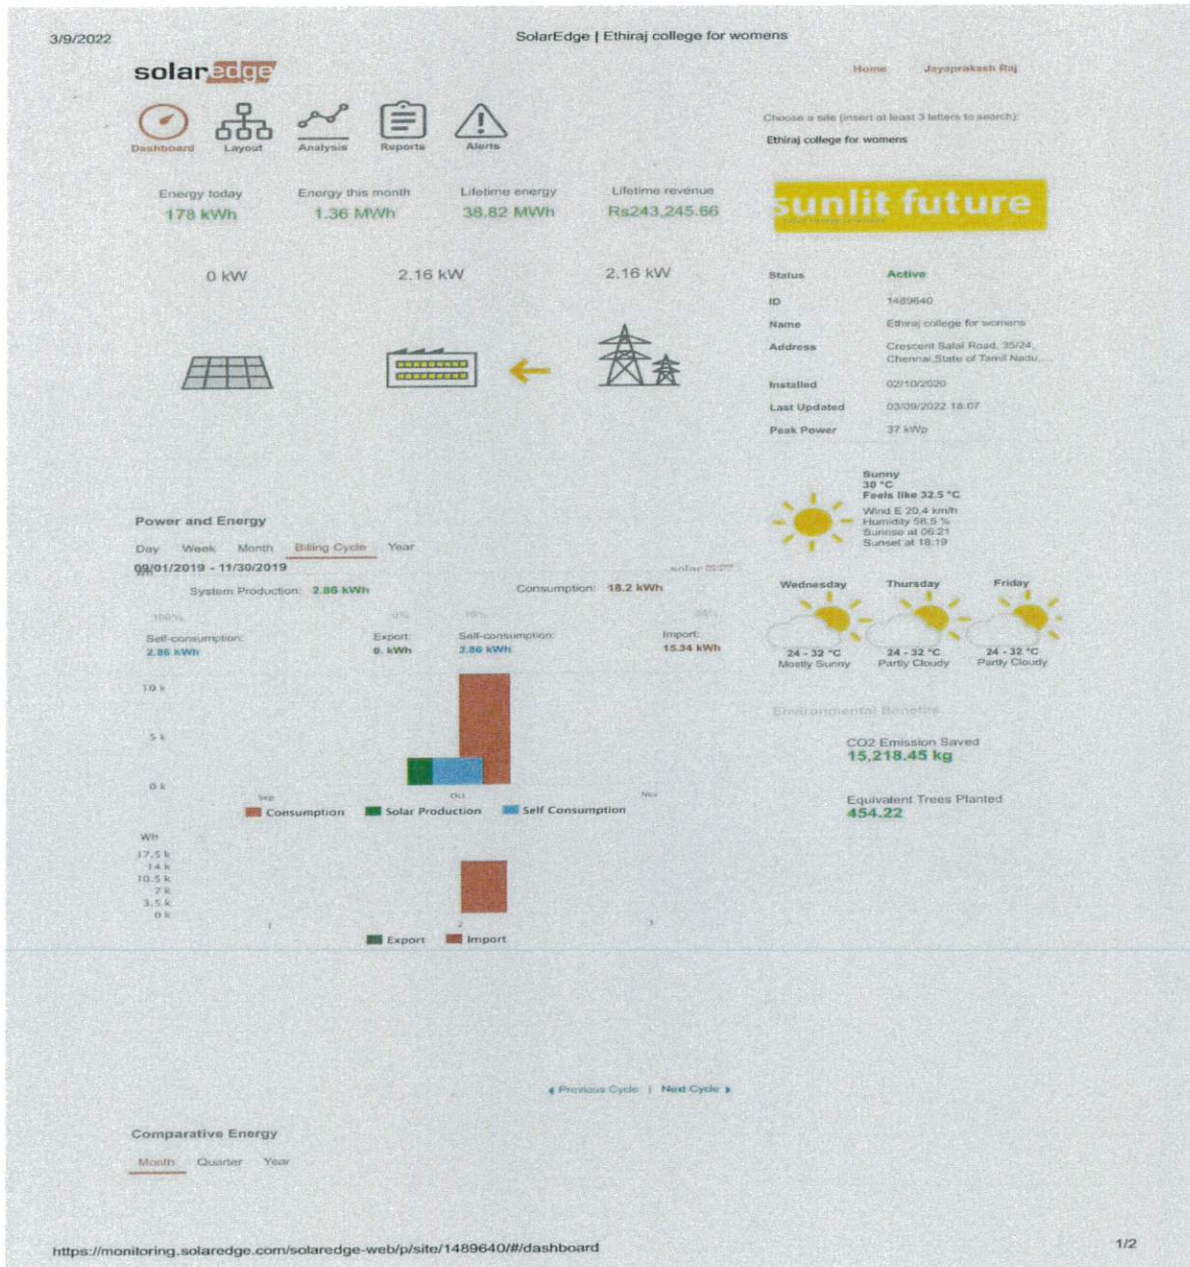 3/9/2022
SolarEdge | Ethiraj college for womens
solaredge
Home Jayaprakash Raj
Dashboard Layout Analysis Reports Alerts
Choose a site (insert at least 3 letters to search):
Ethiraj college for womens
Energy today Energy this month Lifetime energy Lifetime revenue
178 kWh 1.36 MWh 38.82 MWh Rs243,245.66
sunlit future
0 kW 2.16 kW 2.16 kW
Status Active
ID 1489640
Name Ethiraj college for womens
Address Crescent Salai Road, 35/24,
Chennai,State of Tamil Nadu,
Installed 02/10/2020
Last Updated 03/09/2022 18:07
Peak Power 37 kWp
Sunny
30 °C
Feels like 32.5 °C
Wind E 20.4 km/h
Humidity 56.5 %
Sunrise at 06:21
Sunset at 18:19
Power and Energy
Day Week Month Billing Cycle Year
09/01/2019 - 11/30/2019
Wh
solar
System Production: 2.86 kWh Consumption: 18.2 kWh
100% 0% 16% 84%
Self-consumption: Export: Self-consumption: Import:
2.86 kWh 0. kWh 2.86 kWh 15.34 kWh
10 k
5 k
0 k
Sep Oct Nov
Consumption Solar Production Self Consumption
Wednesday Thursday Friday
24 - 32 °C 24 - 32 °C 24 - 32 °C
Mostly Sunny Partly Cloudy Partly Cloudy
Environmental Benefits
CO2 Emission Saved
15,218.45 kg
Equivalent Trees Planted
454.22
Wh
17.5 k
14 k
10.5 k
7 k
3.5 k
0 k
1 2 3
Export Import
Previous Cycle | Next Cycle
Comparative Energy
Month Quarter Year
https://monitoring.solaredge.com/solaredge-web/p/site/1489640/#/dashboard
1/2